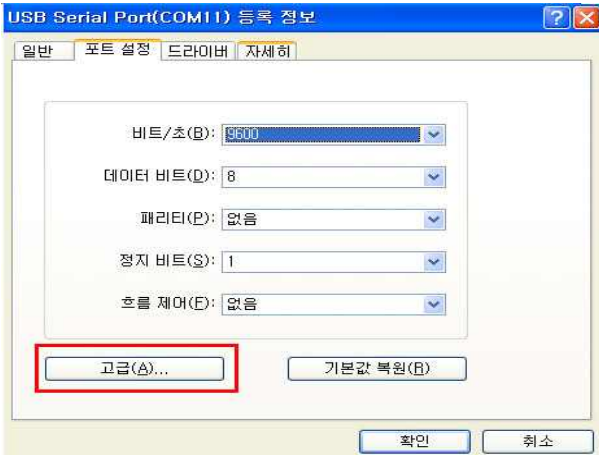 USB Serial Port(COM11) 등록 정보
일반 포트 설정 드라이버 자세히
비트/초(B): 9600
데이터 비트(D): 8
패리티(P): 없음
정지 비트(S): 1
흐름 제어(F): 없음
고급(A)... 기본값 복원(R)
확인 취소